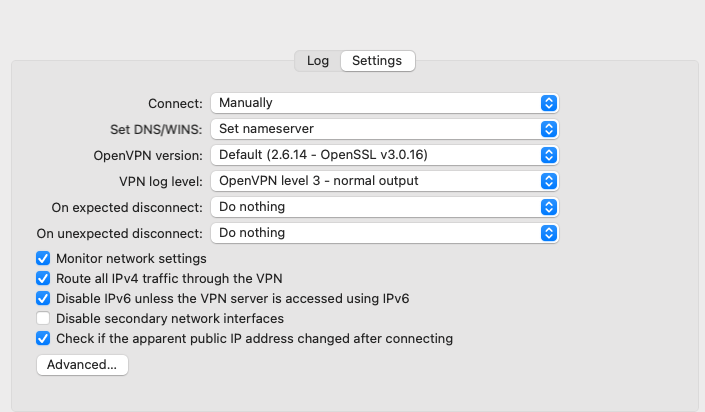 Log Settings
Connect: Manually
Set DNS/WINS: Set nameserver
OpenVPN version: Default (2.6.14 - OpenSSL v3.0.16)
VPN log level: OpenVPN level 3 - normal output
On expected disconnect: Do nothing
On unexpected disconnect: Do nothing
Monitor network settings
Route all IPv4 traffic through the VPN
Disable IPv6 unless the VPN server is accessed using IPv6
Disable secondary network interfaces
Check if the apparent public IP address changed after connecting
Advanced...